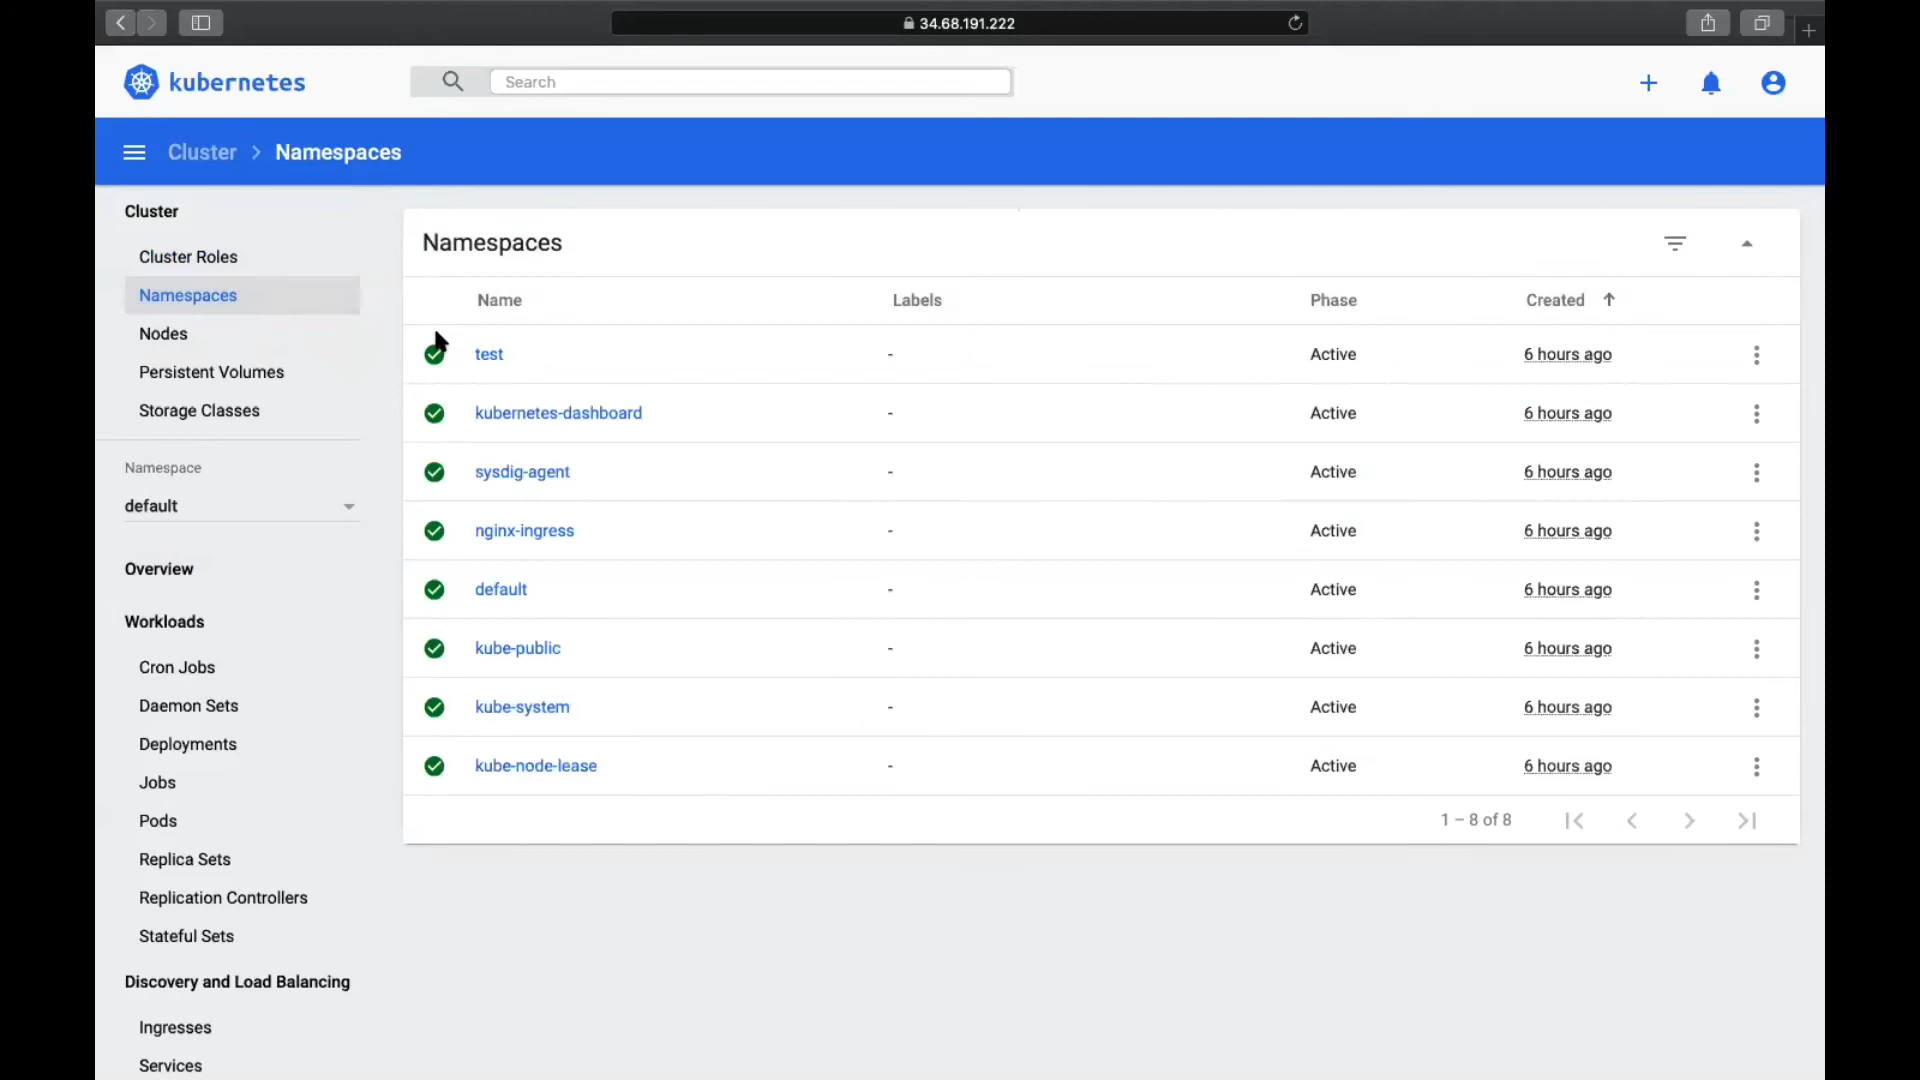 34.68.191.222
kubernetes
Search
Cluster > Namespaces
Cluster
Cluster Roles
Namespaces
Nodes
Persistent Volumes
Storage Classes
Namespace
default
Overview
Workloads
Cron Jobs
Daemon Sets
Deployments
Jobs
Pods
Replica Sets
Replication Controllers
Stateful Sets
Discovery and Load Balancing
Ingresses
Services
Namespaces
Name Labels Phase Created
test - Active 6 hours ago
kubernetes-dashboard - Active 6 hours ago
sysdig-agent - Active 6 hours ago
nginx-ingress - Active 6 hours ago
default - Active 6 hours ago
kube-public - Active 6 hours ago
kube-system - Active 6 hours ago
kube-node-lease - Active 6 hours ago
1 – 8 of 8